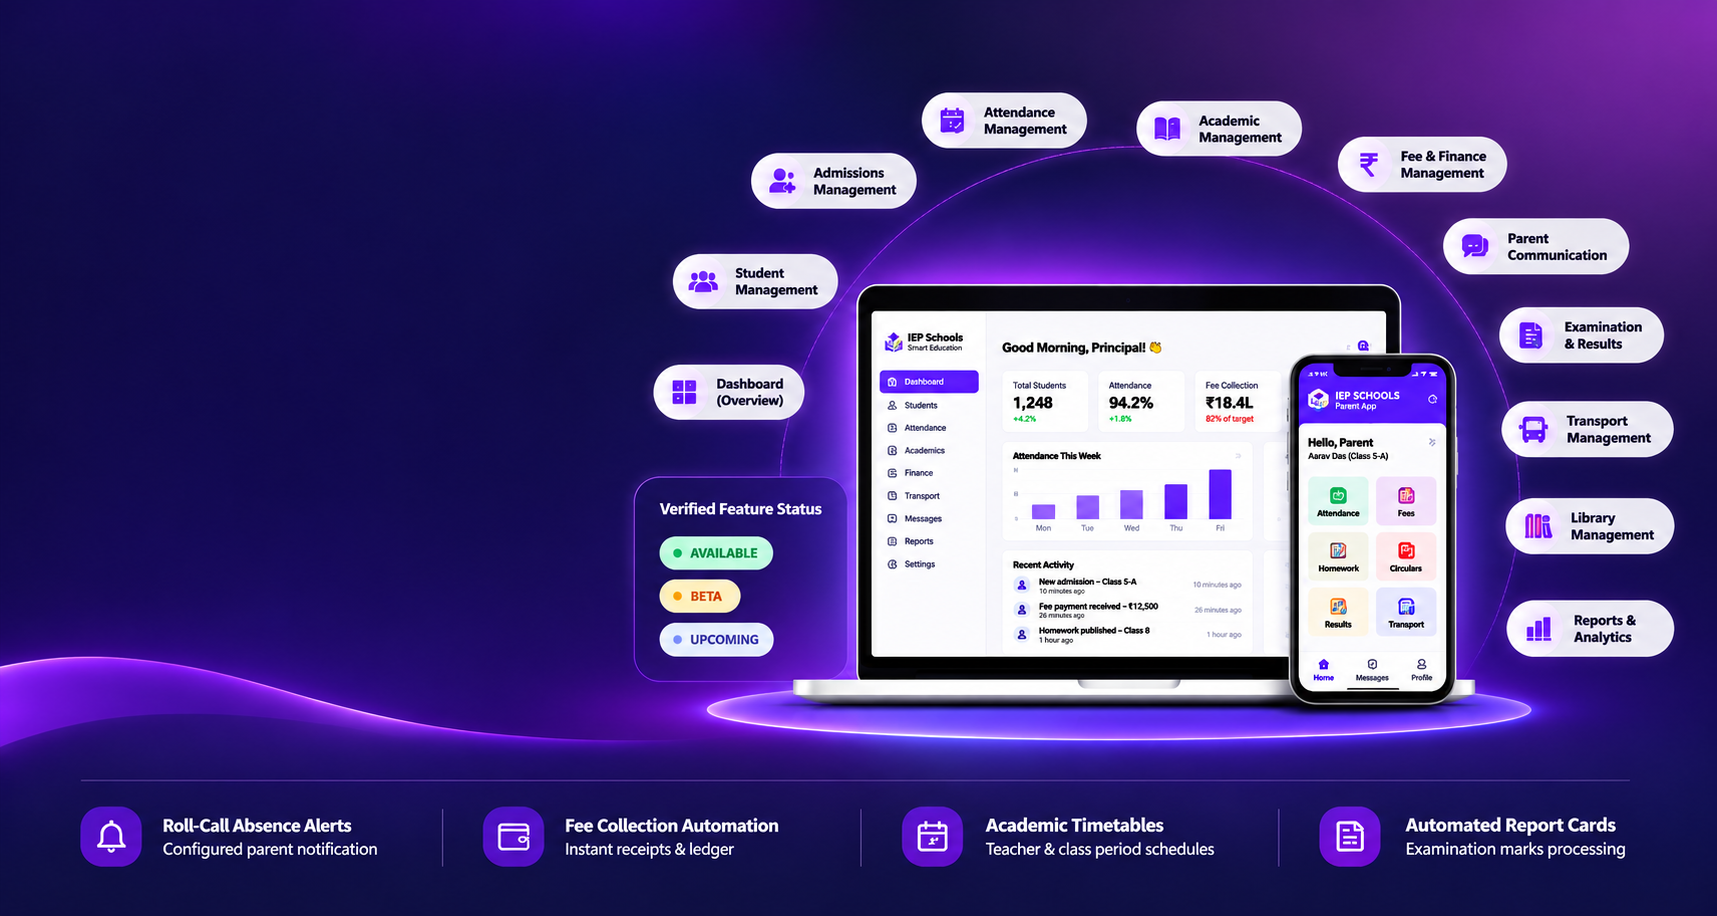 Attendance
Management
Academic
Management
Fee & Finance
Management
Admissions
Management
Parent
Communication
Student
Management
Examination
& Results
Dashboard
(Overview)
Transport
Management
Library
Management
Reports &
Analytics
Verified Feature Status
AVAILABLE
BETA
UPCOMING
IEP Schools
Smart Education
Dashboard
Students
Attendance
Academics
Finance
Transport
Messages
Reports
Settings
Good Morning, Principal! 👏
Total Students
1,248
+4.2%
Attendance
94.2%
+1.8%
Fee Collection
₹18.4L
82% of target
Attendance This Week
Mon Tue Wed Thu Fri
Recent Activity
New admission – Class 5-A
10 minutes ago
10 minutes ago
Fee payment received – ₹12,500
26 minutes ago
26 minutes ago
Homework published – Class 8
1 hour ago
1 hour ago
IEP SCHOOLS
Parent App
Hello, Parent
Aarav Das (Class 5-A)
Attendance
Fees
Homework
Circulars
Results
Transport
Home
Messages
Profile
Roll-Call Absence Alerts
Configured parent notification
Fee Collection Automation
Instant receipts & ledger
Academic Timetables
Teacher & class period schedules
Automated Report Cards
Examination marks processing